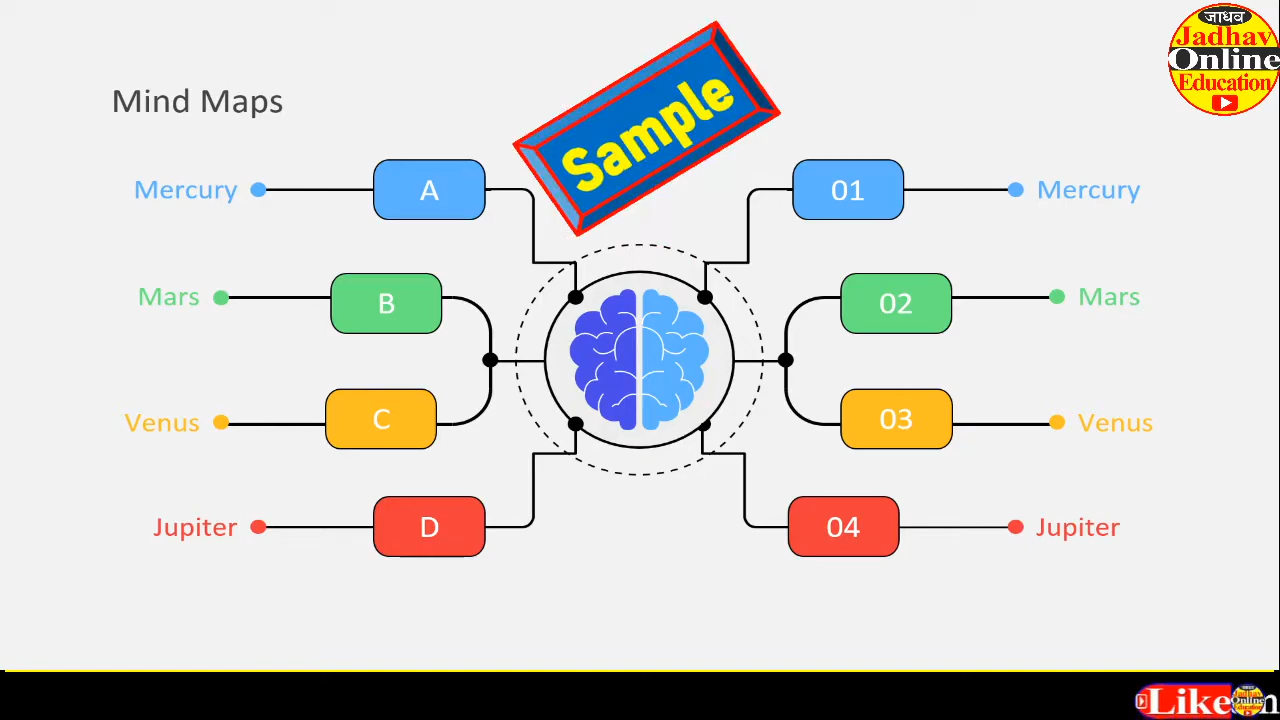 जाधव
Jadhav
Online
Education
Sample
Mind Maps
Mercury
A
01
Mercury
Mars
B
02
Mars
Venus
C
03
Venus
Jupiter
D
04
Jupiter
Like